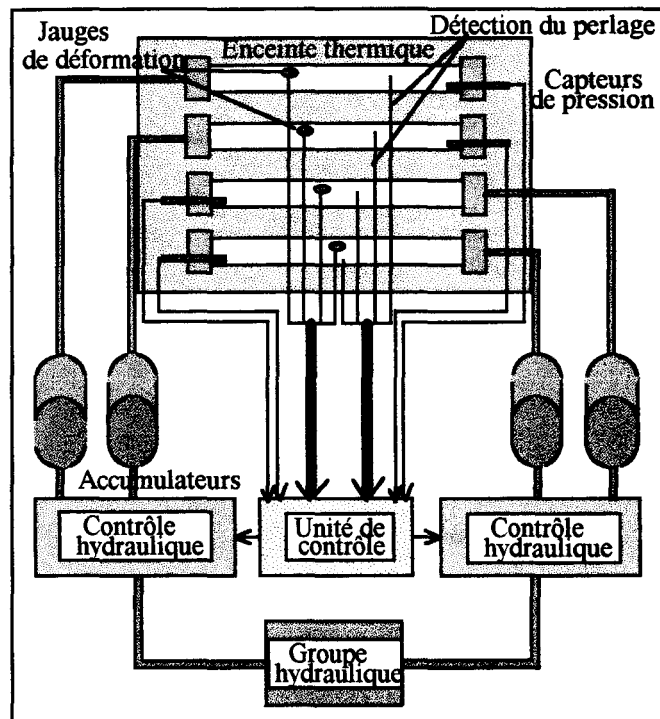 Détection du perlage
Jauges
de déformation
Enceinte thermique
Capteurs
de pression
Accumulateurs
Contrôle
hydraulique
Unité de
contrôle
Contrôle
hydraulique
Groupe
hydraulique